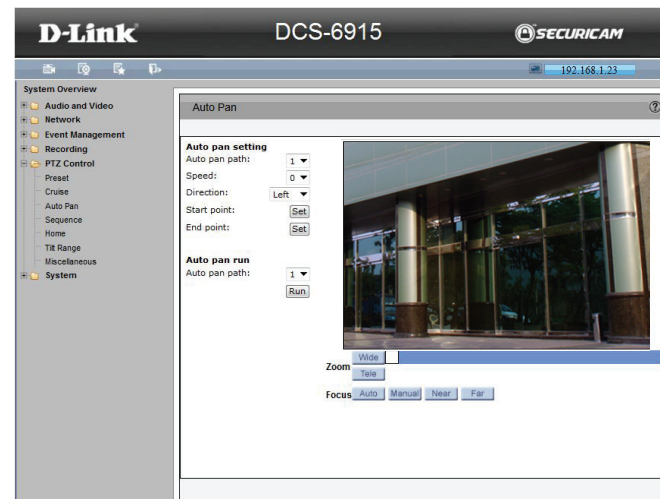 D-Link
DCS-6915
SECURICAM
192.168.1.23
System Overview
Audio and Video
Network
Event Management
Recording
PTZ Control
Preset
Cruise
Auto Pan
Sequence
Home
Tilt Range
Miscellaneous
System
Auto Pan
?
Auto pan setting
Auto pan path: 1
Speed: 0
Direction: Left
Start point: Set
End point: Set
Auto pan run
Auto pan path: 1
Run
Zoom Wide
Tele
Focus Auto Manual Near Far